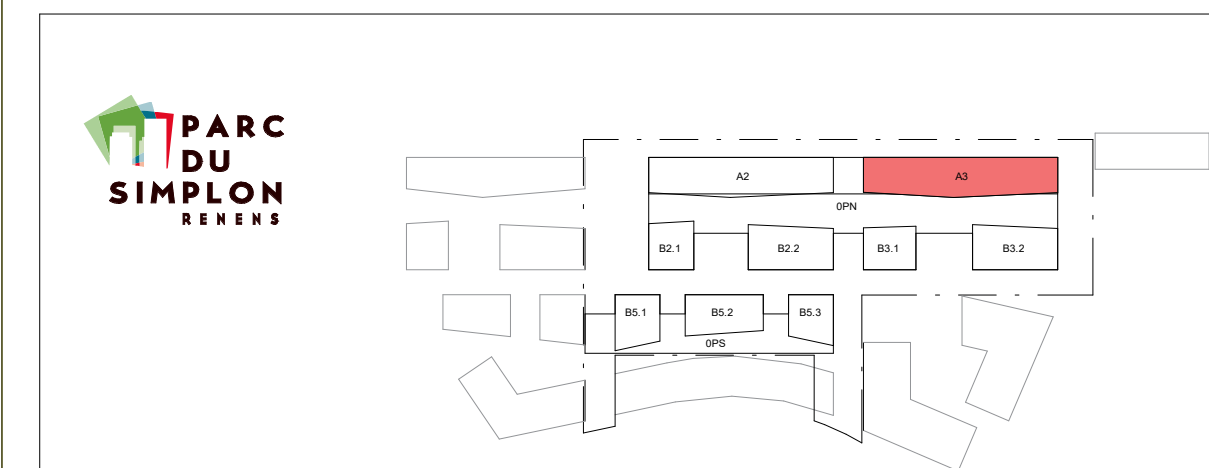 PARC
DU
SIMPLON
RENENS
A2
A3
0PN
B2.1
B2.2
B3.1
B3.2
B5.1
B5.2
B5.3
0PS